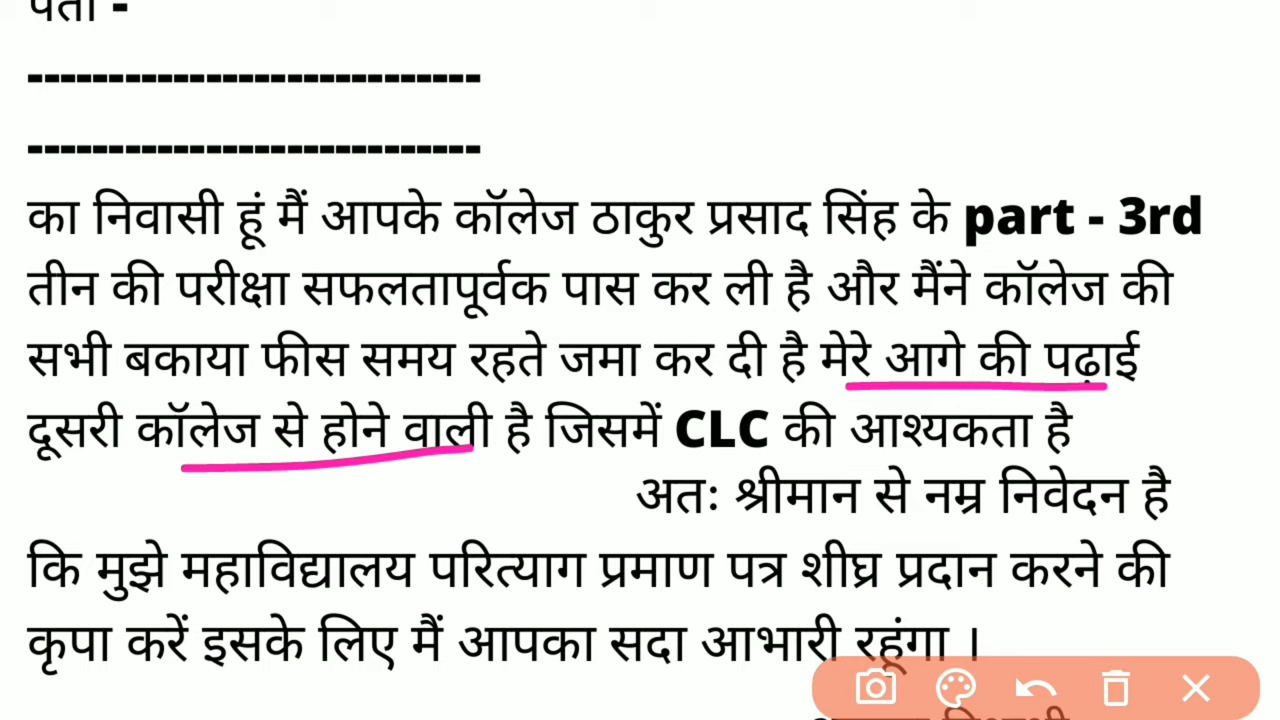 पता -
----------------------------
----------------------------
का निवासी हूं मैं आपके कॉलेज ठाकुर प्रसाद सिंह के part - 3rd
तीन की परीक्षा सफलतापूर्वक पास कर ली है और मैंने कॉलेज की
सभी बकाया फीस समय रहते जमा कर दी है मेरे आगे की पढ़ाई
दूसरी कॉलेज से होने वाली है जिसमें CLC की आश्यकता है
अतः श्रीमान से नम्र निवेदन है
कि मुझे महाविद्यालय परित्याग प्रमाण पत्र शीघ्र प्रदान करने की
कृपा करें इसके लिए मैं आपका सदा आभारी रहूंगा ।